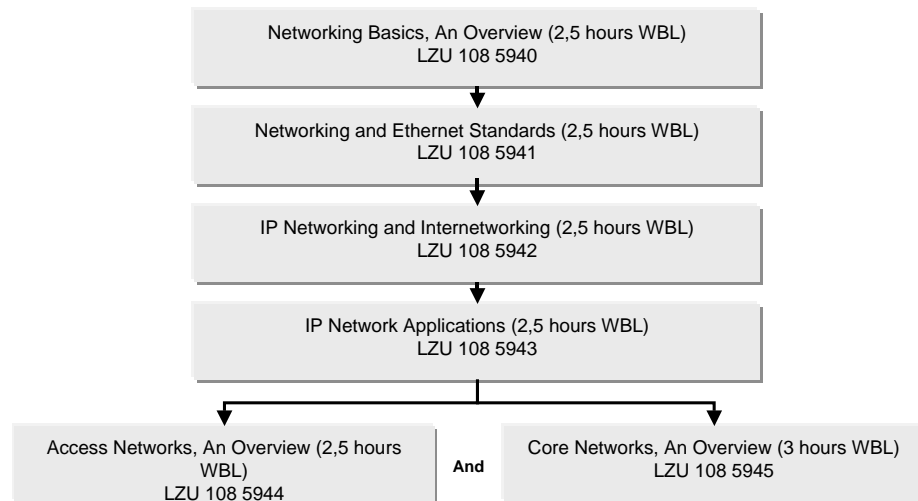 Networking Basics, An Overview (2,5 hours WBL)
LZU 108 5940
Networking and Ethernet Standards (2,5 hours WBL)
LZU 108 5941
IP Networking and Internetworking (2,5 hours WBL)
LZU 108 5942
IP Network Applications (2,5 hours WBL)
LZU 108 5943
Access Networks, An Overview (2,5 hours
WBL)
LZU 108 5944
And
Core Networks, An Overview (3 hours WBL)
LZU 108 5945